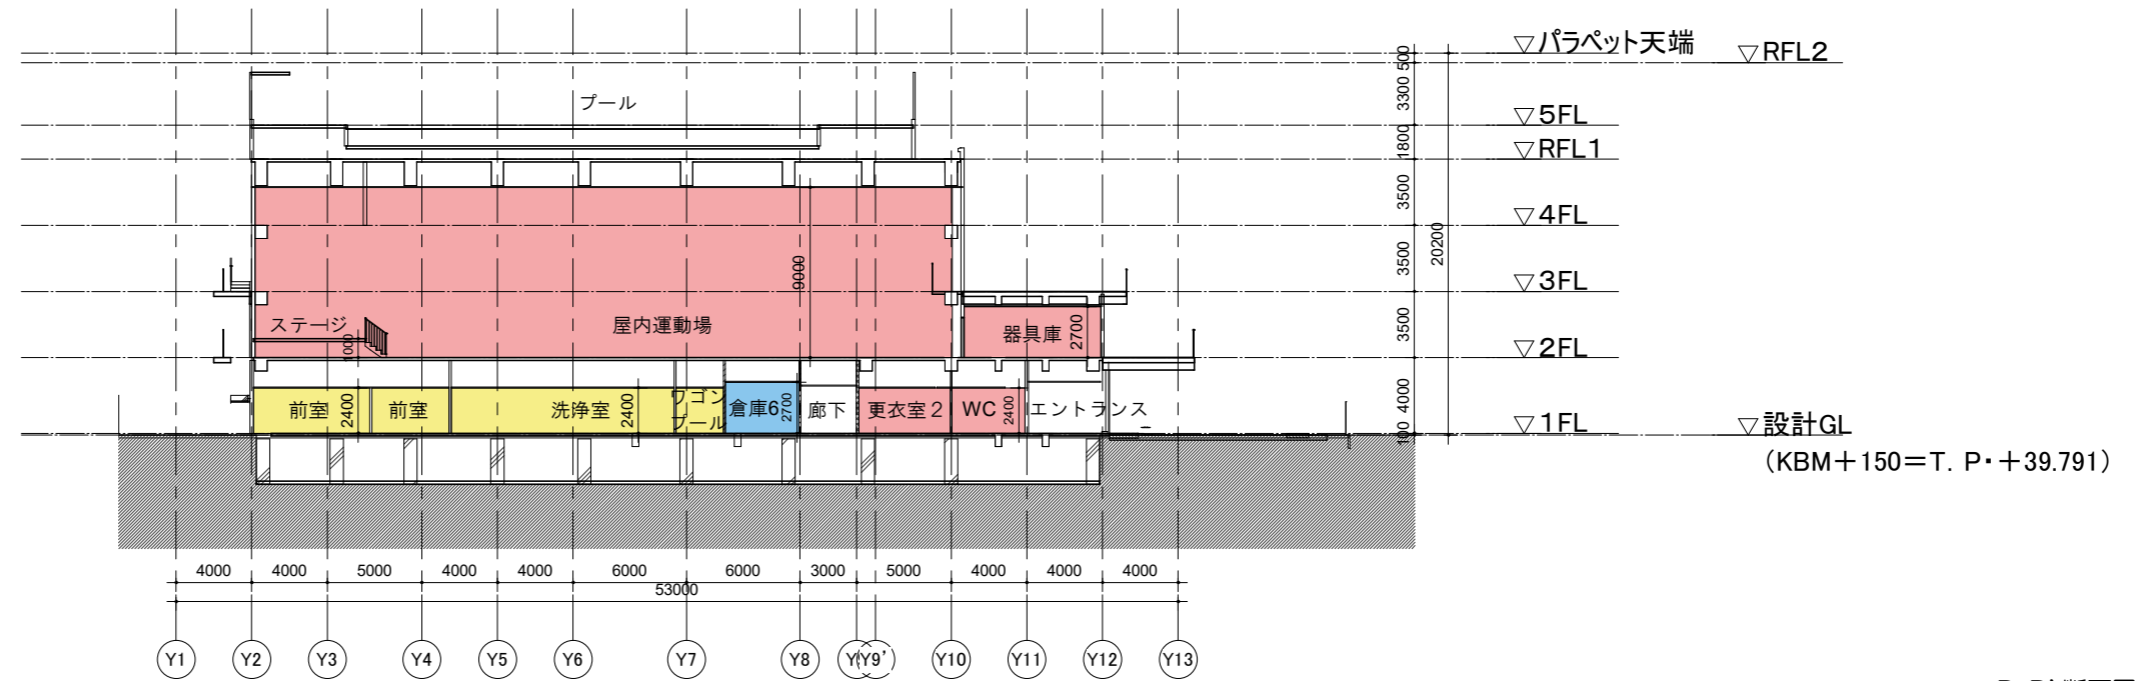 ▽パラペット天端
▽RFL2
▽5FL
▽RFL1
▽4FL
▽3FL
▽2FL
▽1FL
▽設計GL
(KBM+150=T. P・+39.791)
500
3300
1800
3500
3500
3500
4000
100
20200
プール
9000
ステージ
1000
屋内運動場
器具庫
2700
前室
2400
前室
洗浄室
2400
ワゴン
プール
倉庫6
2700
廊下
更衣室2
WC
2400
エントランス
4000 4000 5000 4000 4000 6000 6000 3000 5000 4000 4000 4000
53000
Y1 Y2 Y3 Y4 Y5 Y6 Y7 Y8 Y9' Y10 Y11 Y12 Y13